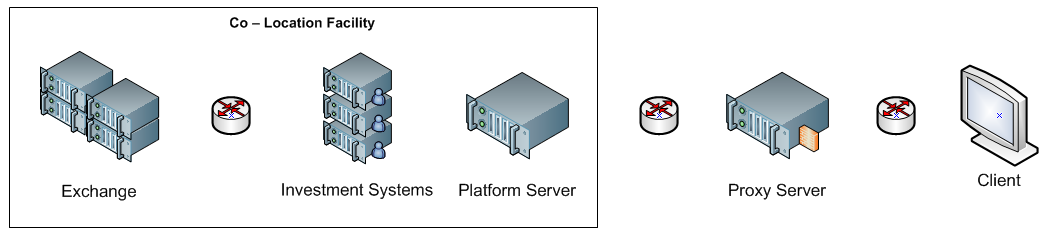 Co – Location Facility
Exchange
Investment Systems
Platform Server
Proxy Server
Client